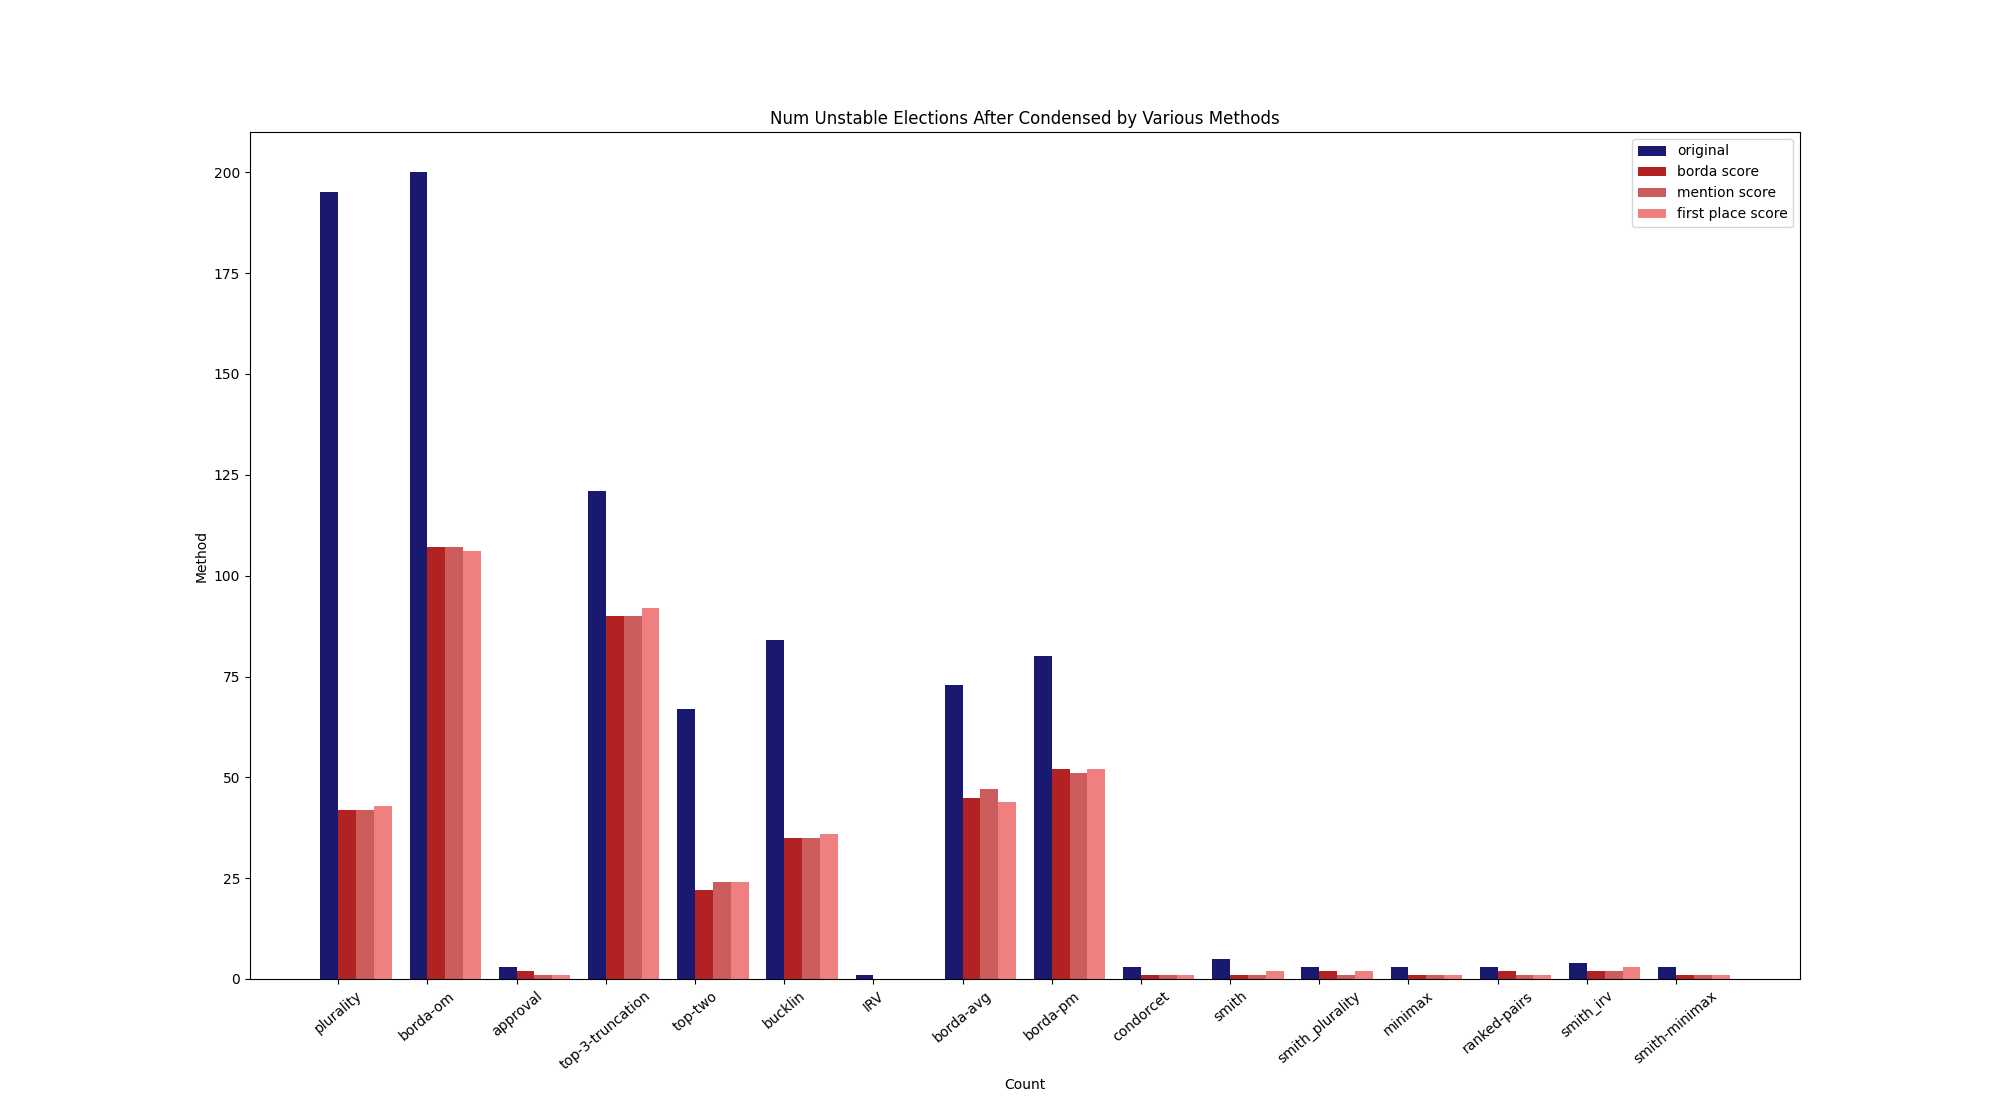 Num Unstable Elections After Condensed by Various Methods
original
borda score
mention score
first place score
Method
200
175
150
125
100
75
50
25
0
plurality
borda-om
approval
top-3-truncation
top-two
bucklin
IRV
borda-avg
borda-pm
condorcet
smith
smith_plurality
minimax
ranked-pairs
smith_irv
smith-minimax
Count